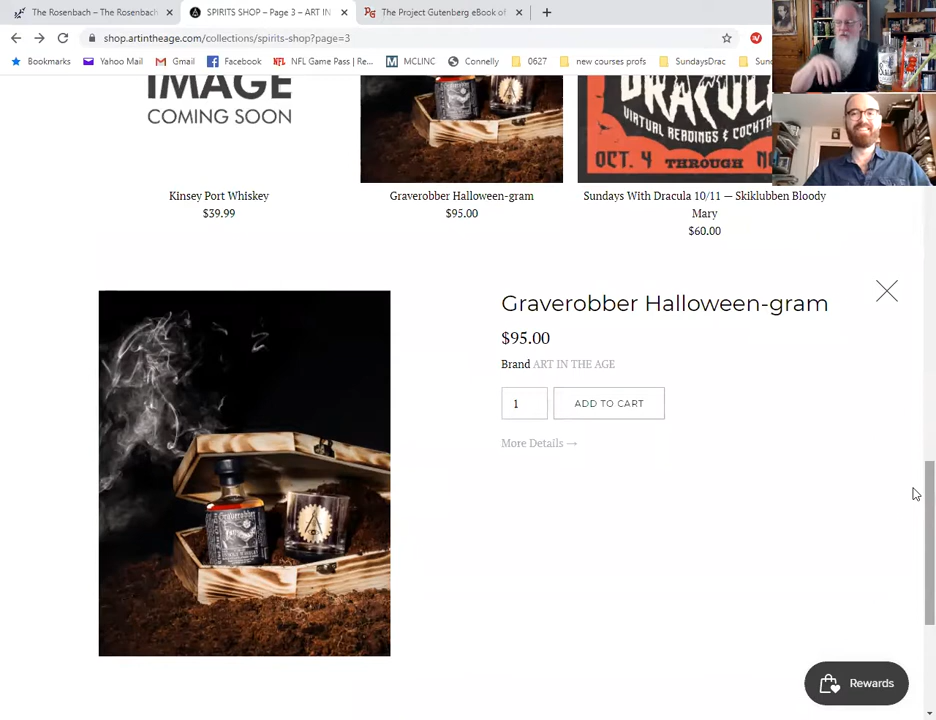 The Rosenbach – The Rosenbach
SPIRITS SHOP – Page 3 – ART IN
The Project Gutenberg eBook of
shop.artintheage.com/collections/spirits-shop?page=3
Bookmarks
Yahoo Mail
Gmail
Facebook
NFL Game Pass | Re...
MCLINC
Connelly
0627
new courses profs
SundaysDrac
IMAGE
COMING SOON
DRACULA
VIRTUAL READINGS & COCKTA
OCT. 4 THROUGH
Kinsey Port Whiskey
$39.99
Graverobber Halloween-gram
$95.00
Sundays With Dracula 10/11 — Skiklubben Bloody
Mary
$60.00
Graverobber Halloween-gram
$95.00
Brand ART IN THE AGE
1
ADD TO CART
More Details →
Graverobber
Rewards